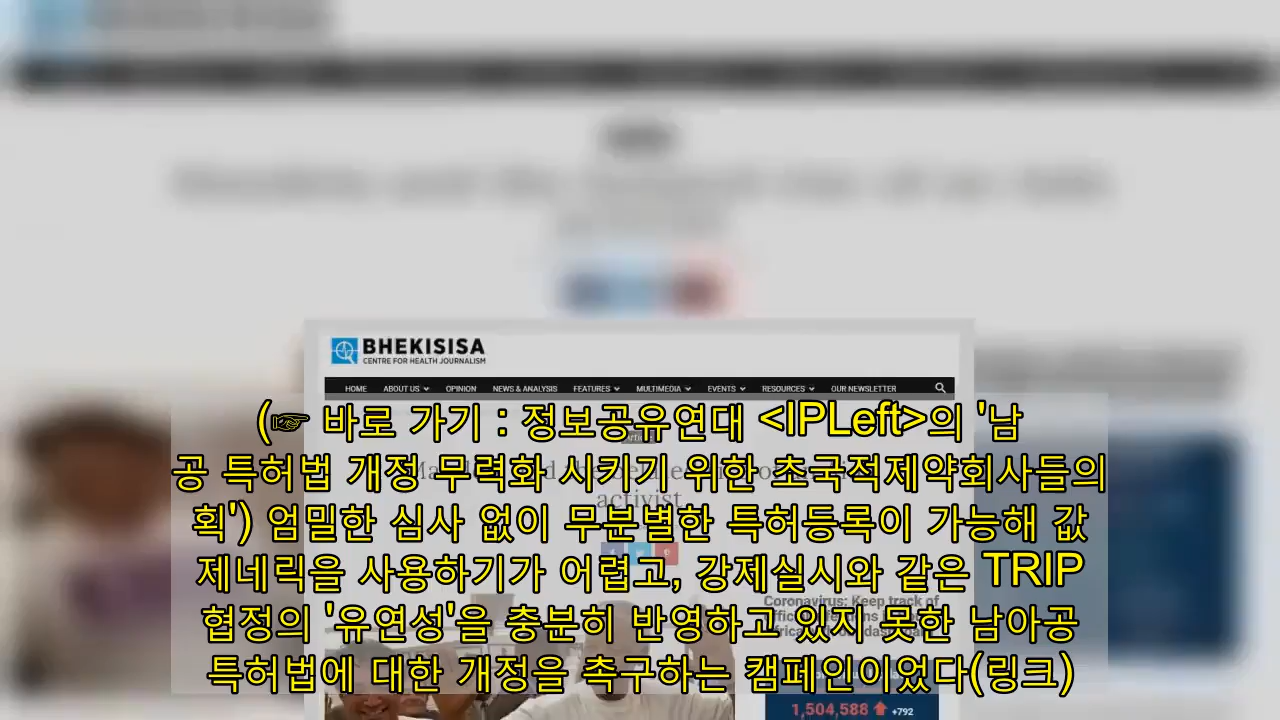 BHEKISISA
CENTRE FOR HEALTH JOURNALISM
HOME ABOUT US OPINION NEWS & ANALYSIS FEATURES MULTIMEDIA EVENTS RESOURCES OUR NEWSLETTER
(☞ 바로 가기 : 정보공유연대 <IPLeft>의 '남
공 특허법 개정 무력화 시키기 위한 초국적제약회사들의
획') 엄밀한 심사 없이 무분별한 특허등록이 가능해 값
제네릭을 사용하기가 어렵고, 강제실시와 같은 TRIP
협정의 '유연성'을 충분히 반영하고 있지 못한 남아공
특허법에 대한 개정을 촉구하는 캠페인이었다(링크)
activist
Coronavirus: Keep track of
1,504,588 +792